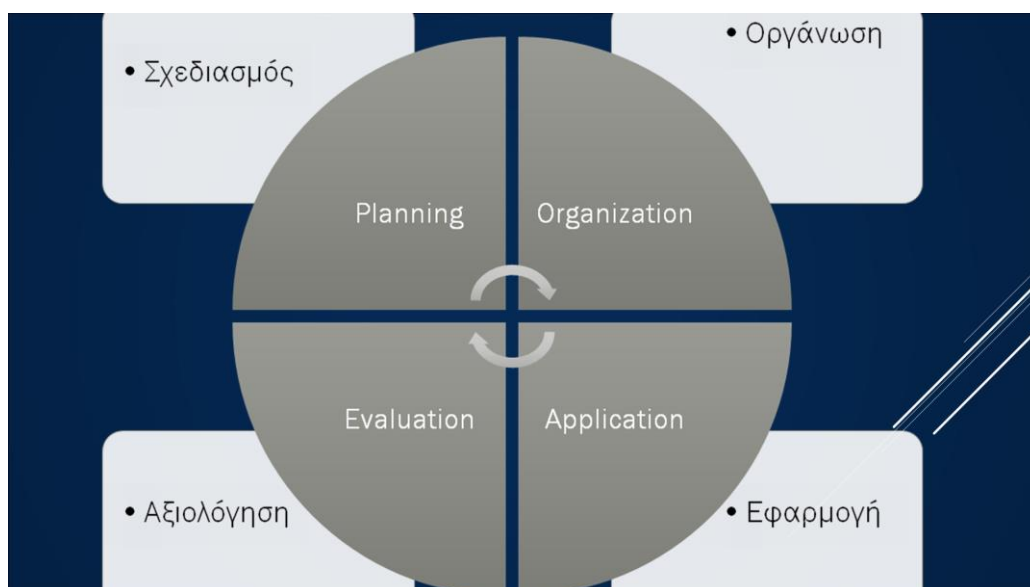 • Σχεδιασμός
• Οργάνωση
Planning
Organization
Evaluation
Application
• Αξιολόγηση
• Εφαρμογή